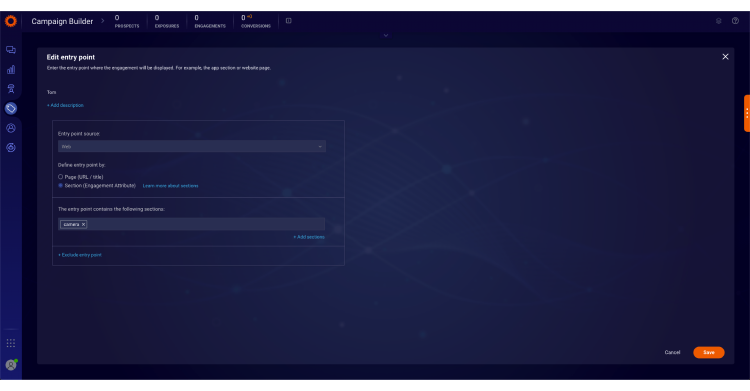 Campaign Builder > 0 0 0 0 +0
PROSPECTS EXPOSURES ENGAGEMENTS CONVERSIONS
Edit entry point
Enter the entry point where the engagement will be displayed. For example, the app section or website page.
Tom
+ Add description
Entry point source:
Web
Define entry point by:
Page (URL / title)
Section (Engagement Attribute) Learn more about sections
The entry point contains the following sections:
camera ×
+ Add sections
+ Exclude entry point
Cancel Save